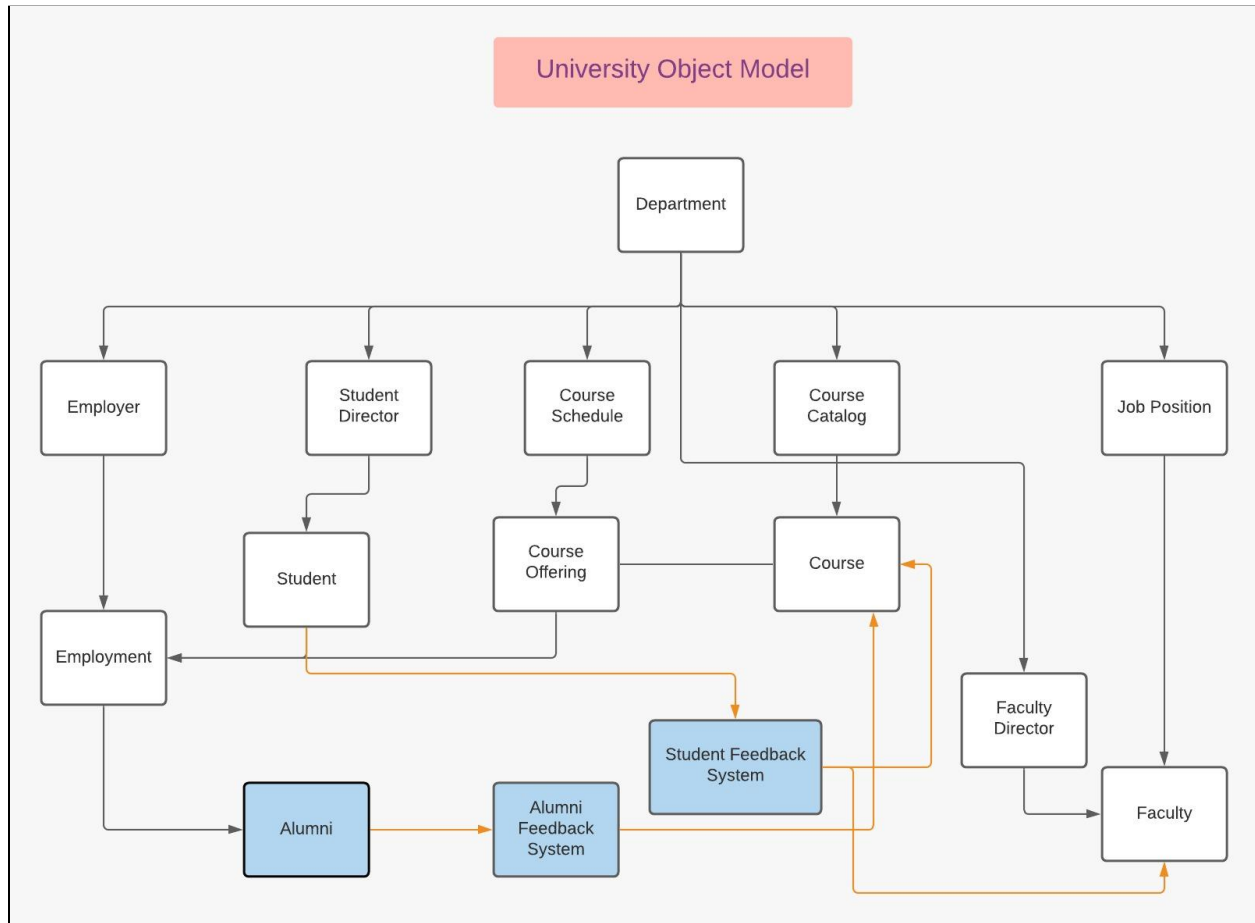 University Object Model
Department
Employer
Student
Director
Course
Schedule
Course
Catalog
Job Position
Student
Course
Offering
Course
Employment
Faculty
Director
Student Feedback
System
Alumni
Alumni
Feedback
System
Faculty